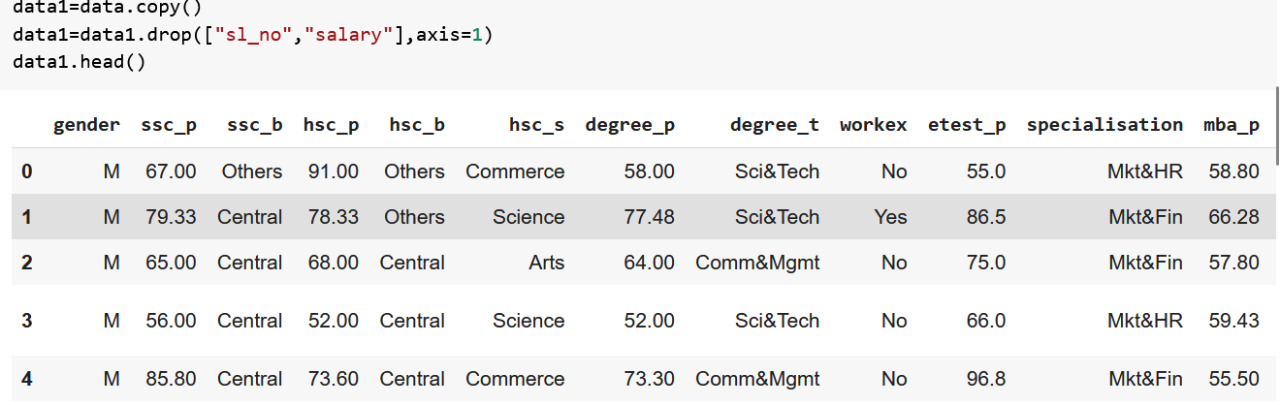 data1=data.copy()
data1=data1.drop(["sl_no","salary"],axis=1)
data1.head()
gender ssc_p ssc_b hsc_p hsc_b hsc_s degree_p degree_t workex etest_p specialisation mba_p
0 M 67.00 Others 91.00 Others Commerce 58.00 Sci&Tech No 55.0 Mkt&HR 58.80
1 M 79.33 Central 78.33 Others Science 77.48 Sci&Tech Yes 86.5 Mkt&Fin 66.28
2 M 65.00 Central 68.00 Central Arts 64.00 Comm&Mgmt No 75.0 Mkt&Fin 57.80
3 M 56.00 Central 52.00 Central Science 52.00 Sci&Tech No 66.0 Mkt&HR 59.43
4 M 85.80 Central 73.60 Central Commerce 73.30 Comm&Mgmt No 96.8 Mkt&Fin 55.50